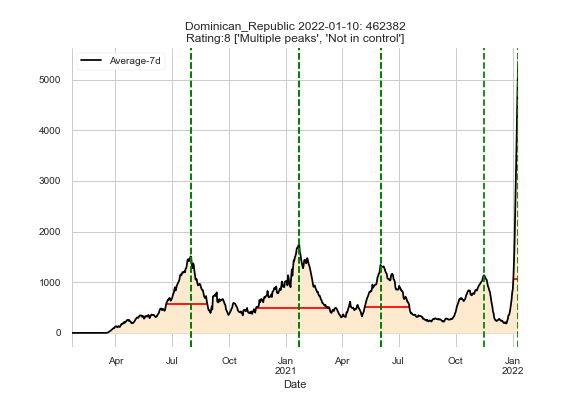 Dominican_Republic 2022-01-10: 462382
Rating:8 ['Multiple peaks', 'Not in control']
Average-7d
5000
4000
3000
2000
1000
0
Apr Jul Oct Jan Apr Jul Oct Jan
2021 2022
Date